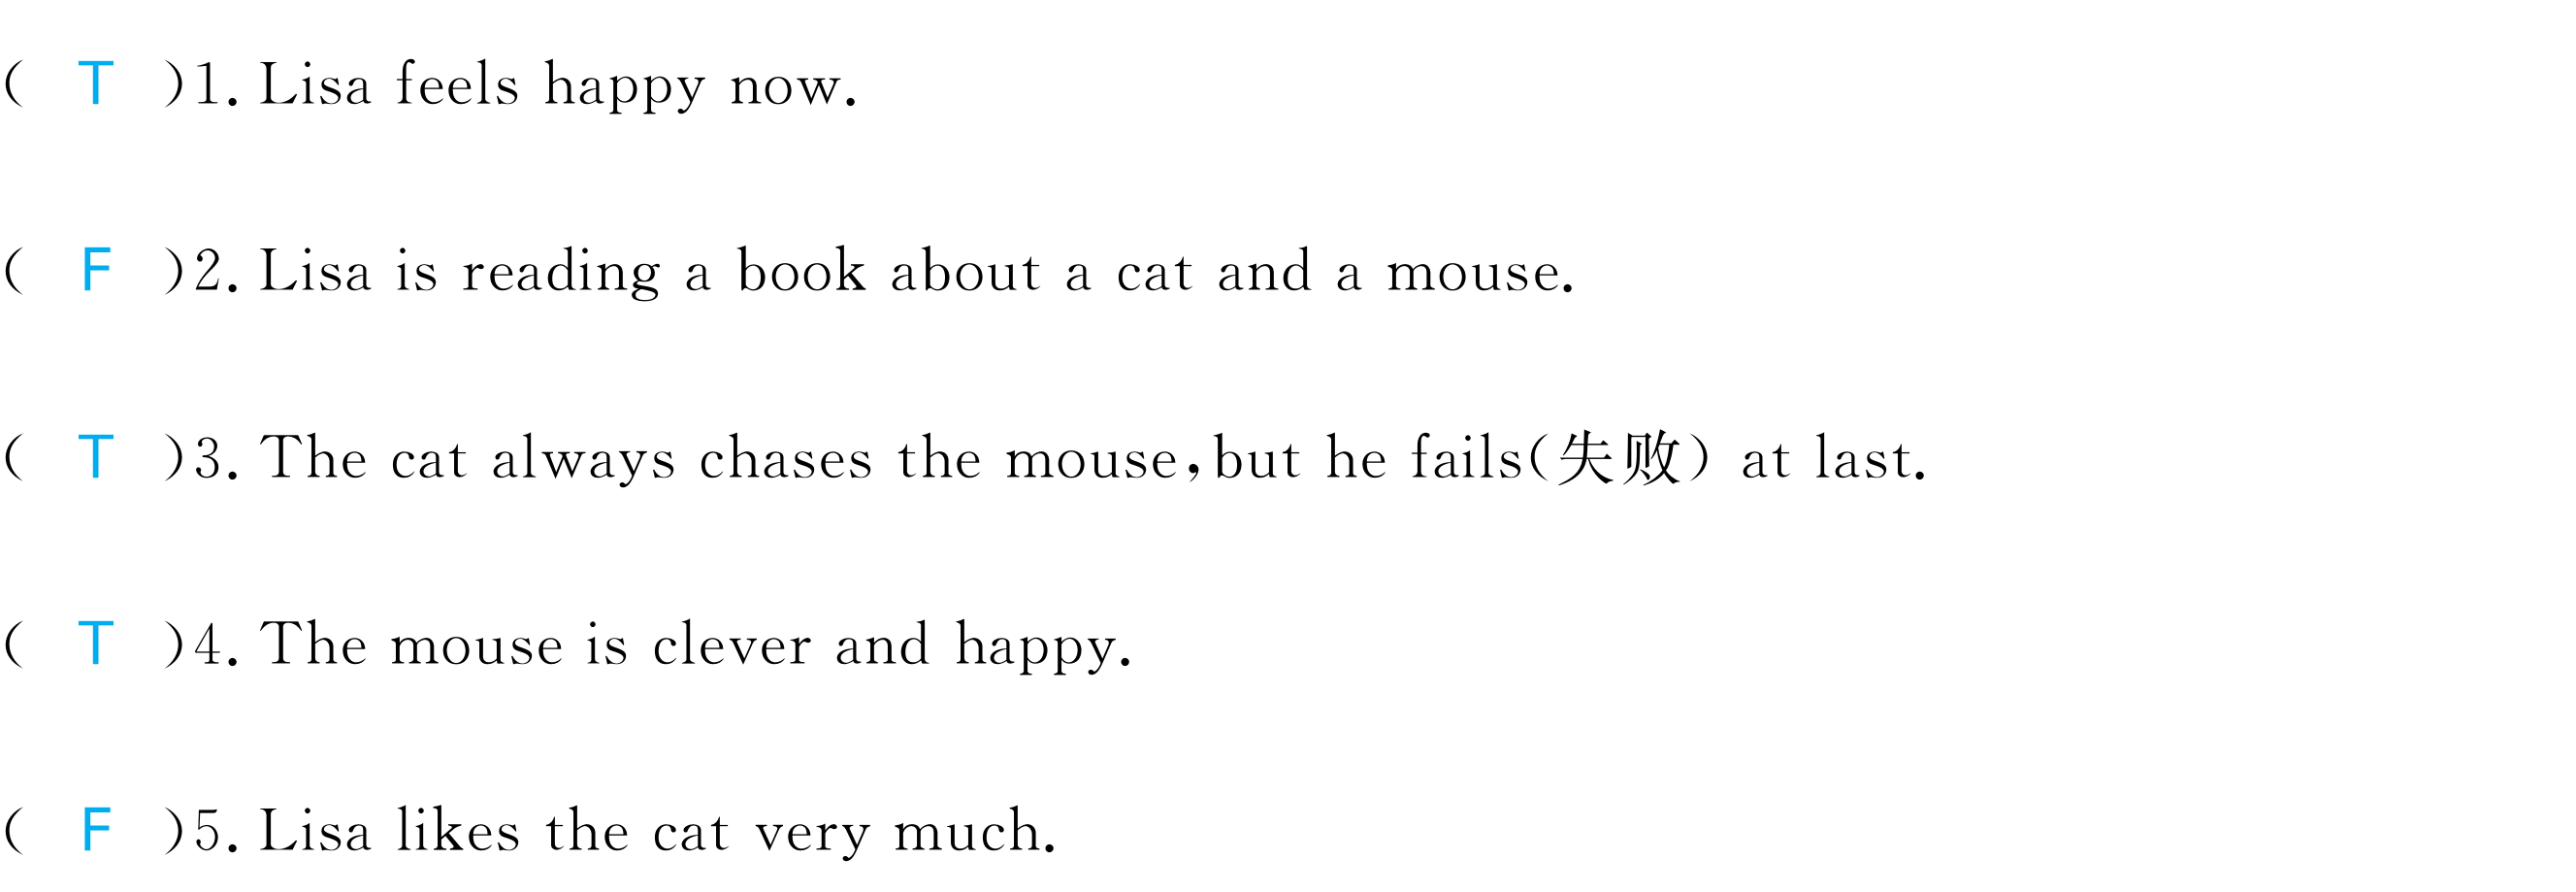 ( T )1. Lisa feels happy now.
( F )2. Lisa is reading a book about a cat and a mouse.
( T )3. The cat always chases the mouse,but he fails(失败) at last.
( T )4. The mouse is clever and happy.
( F )5. Lisa likes the cat very much.